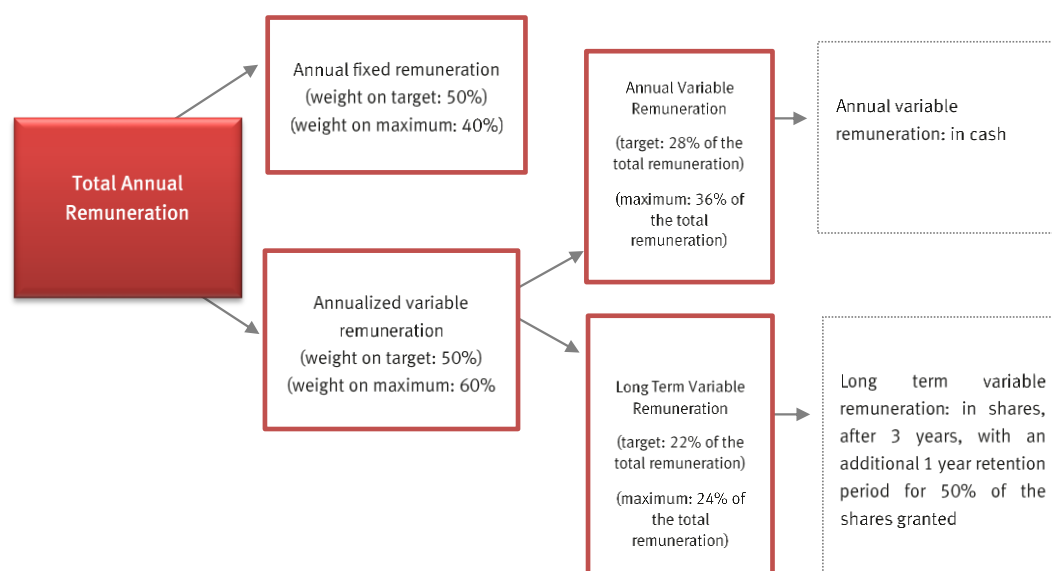 Total Annual
Remuneration
Annual fixed remuneration
(weight on target: 50%)
(weight on maximum: 40%)
Annualized variable
remuneration
(weight on target: 50%)
(weight on maximum: 60%
Annual Variable
Remuneration
(target: 28% of the
total remuneration)
(maximum: 36% of
the total
remuneration)
Annual variable
remuneration: in cash
Long Term Variable
Remuneration
(target: 22% of the
total remuneration)
(maximum: 24% of
the total
remuneration)
Long term variable
remuneration: in shares,
after 3 years, with an
additional 1 year retention
period for 50% of the
shares granted